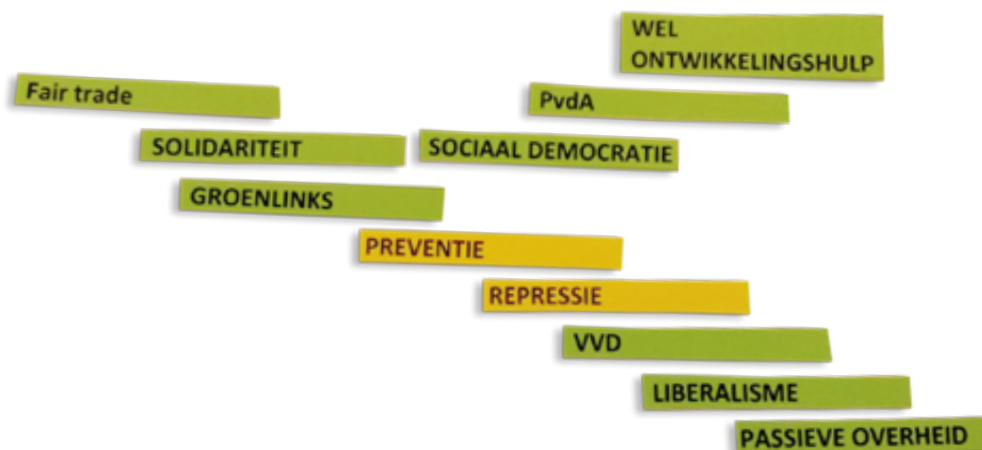 WEL
ONTWIKKELINGSHULP
Fair trade
PvdA
SOLIDARITEIT
SOCIAAL DEMOCRATIE
GROENLINKS
PREVENTIE
REPRESSIE
VVD
LIBERALISME
PASSIEVE OVERHEID